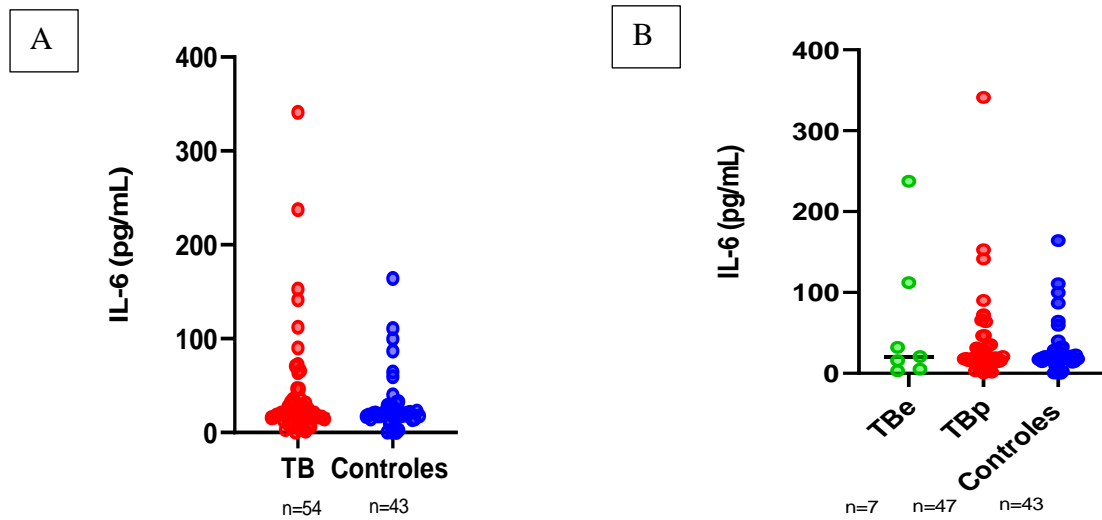 A
IL-6 (pg/mL)
400
300
200
100
0
TB Controles
n=54 n=43
B
IL-6 (pg/mL)
400
300
200
100
0
TBe
TBp
Controles
n=7 n=47 n=43